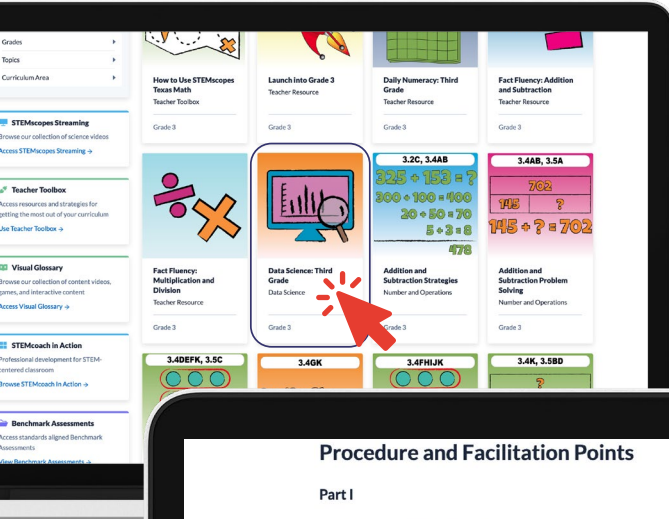 Grades
Topics
Curriculum Area
STEMscopes Streaming
Browse our collection of science videos
Access STEMscopes Streaming →
Teacher Toolbox
Access resources and strategies for
getting the most out of your curriculum
Use Teacher Toolbox →
Visual Glossary
Browse our collection of content videos,
games, and interactive content
Access Visual Glossary →
STEMcoach in Action
Professional development for STEM-
centered classroom
Browse STEMcoach In Action →
Benchmark Assessments
Access standards aligned Benchmark
Assessments
View Benchmark Assessments →
How to Use STEMscopes
Texas Math
Teacher Toolbox
Grade 3
Launch into Grade 3
Teacher Resource
Grade 3
Daily Numeracy: Third
Grade
Teacher Resource
Grade 3
Fact Fluency: Addition
and Subtraction
Teacher Resource
Grade 3
Fact Fluency:
Multiplication and
Division
Teacher Resource
Grade 3
Data Science: Third
Grade
Data Science
Grade 3
3.2C, 3.4AB
325 + 153 = ?
300 + 100 = 400
20 + 50 = 70
5 + 3 = 8
478
Addition and
Subtraction Strategies
Number and Operations
Grade 3
3.4AB, 3.5A
702
145 ?
145 + ? = 702
Addition and
Subtraction Problem
Solving
Number and Operations
Grade 3
3.4DEFK, 3.5C
3.4GK
3.4FHIJK
3.4K, 3.5BD
?
Procedure and Facilitation Points
Part I